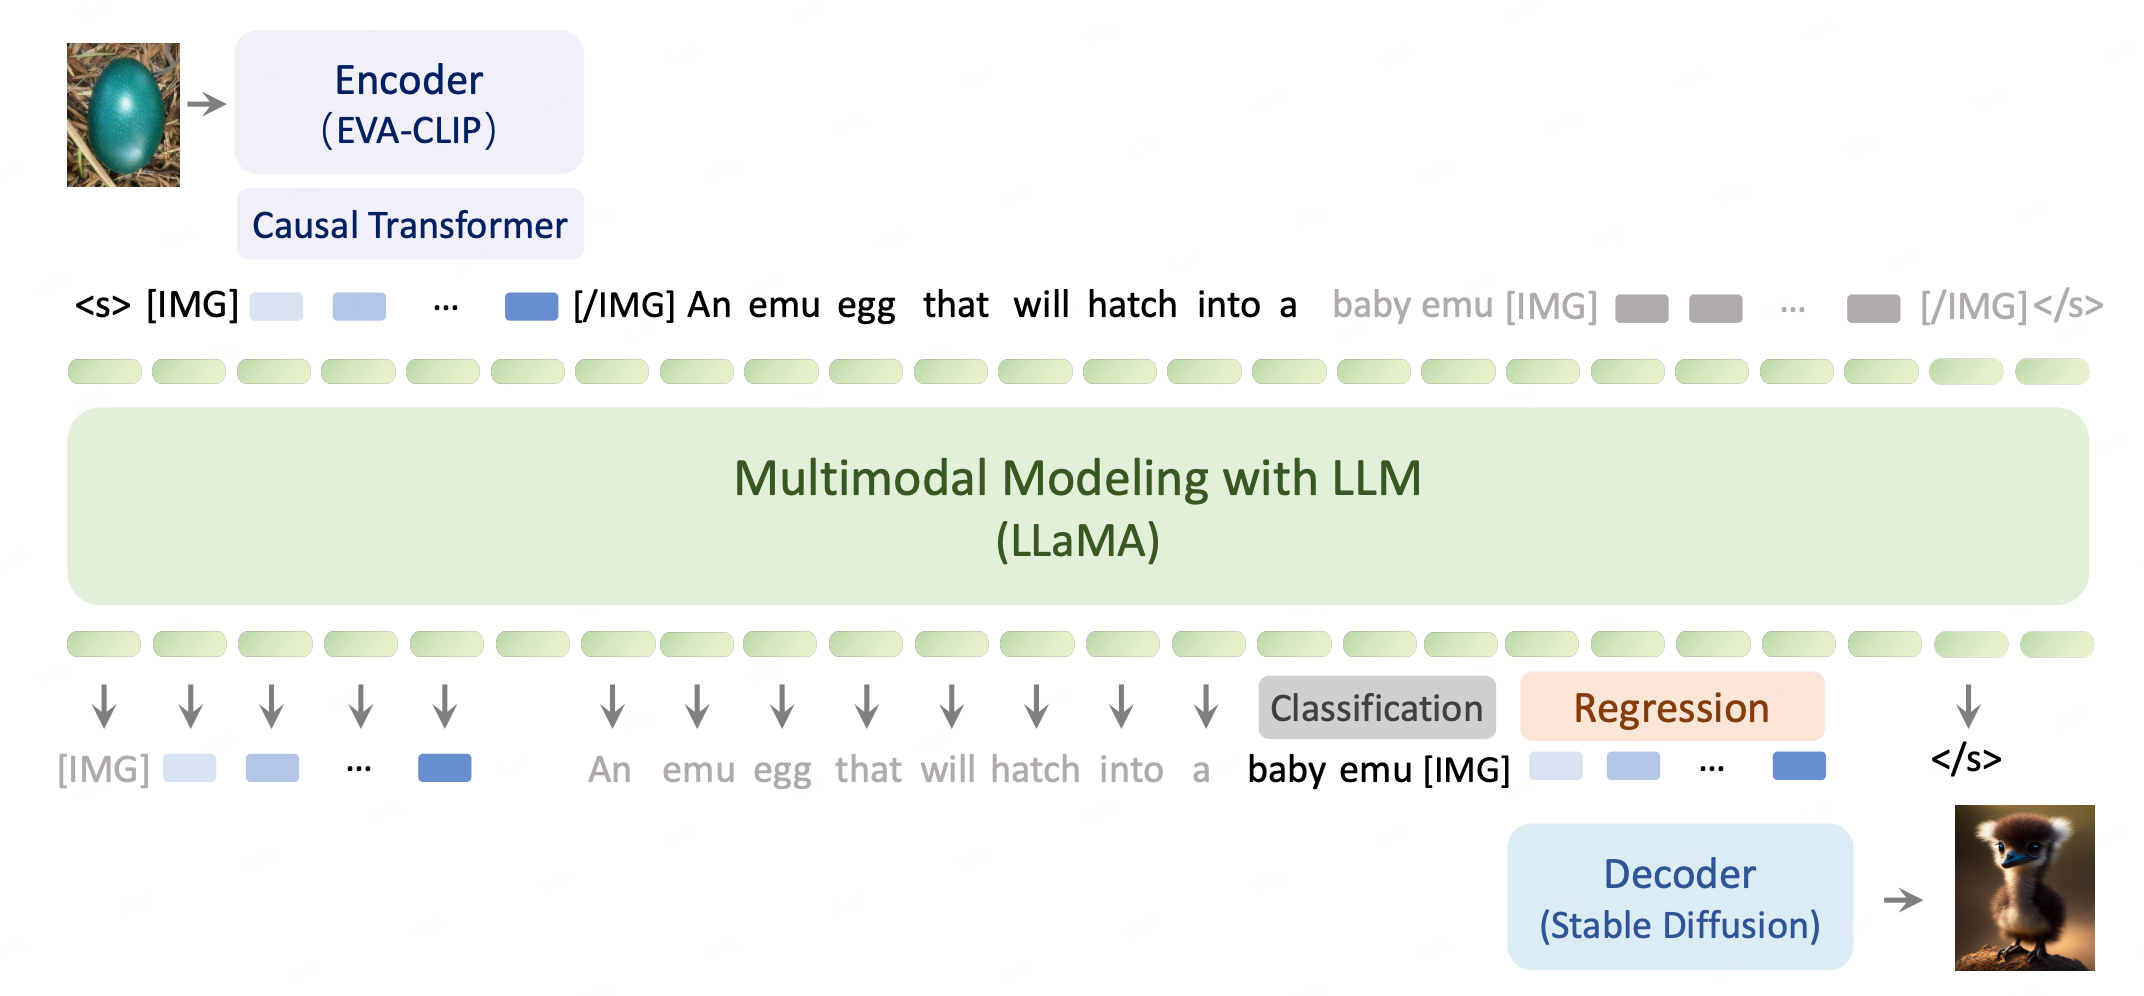 Encoder
(EVA-CLIP)
Causal Transformer
<s> [IMG] ... [/IMG] An emu egg that will hatch into a baby emu [IMG] ... [/IMG] </s>
Multimodal Modeling with LLM
(LLaMA)
Classification Regression
[IMG] ... An emu egg that will hatch into a baby emu [IMG] ... </s>
Decoder
(Stable Diffusion)